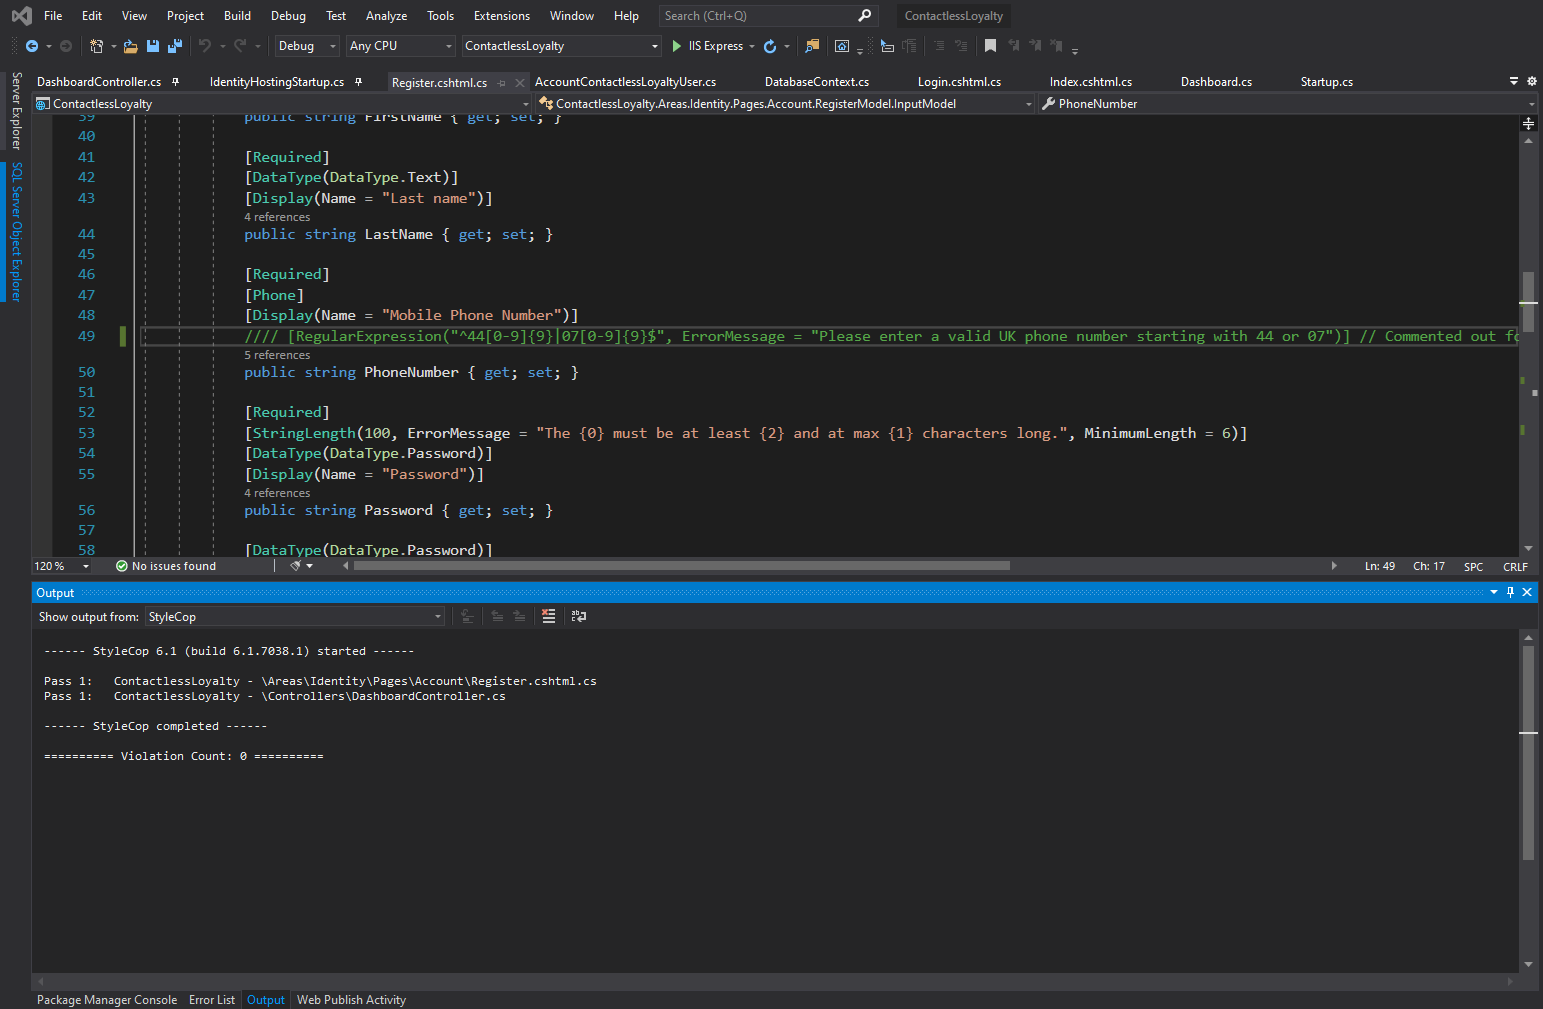 File Edit View Project Build Debug Test Analyze Tools Extensions Window Help Search (Ctrl+Q) ContactlessLoyalty
Debug Any CPU ContactlessLoyalty IIS Express
Server Explorer
SQL Server Object Explorer
DashboardController.cs IdentityHostingStartup.cs Register.cshtml.cs AccountContactlessLoyaltyUser.cs DatabaseContext.cs Login.cshtml.cs Index.cshtml.cs Dashboard.cs Startup.cs
ContactlessLoyalty ContactlessLoyalty.Areas.Identity.Pages.Account.RegisterModel.InputModel PhoneNumber
39 public string FirstName { get; set; }
40
41 [Required]
42 [DataType(DataType.Text)]
43 [Display(Name = "Last name")]
4 references
44 public string LastName { get; set; }
45
46 [Required]
47 [Phone]
48 [Display(Name = "Mobile Phone Number")]
49 //// [RegularExpression("^44[0-9]{9}|07[0-9]{9}$", ErrorMessage = "Please enter a valid UK phone number starting with 44 or 07")] // Commented out fo
5 references
50 public string PhoneNumber { get; set; }
51
52 [Required]
53 [StringLength(100, ErrorMessage = "The {0} must be at least {2} and at max {1} characters long.", MinimumLength = 6)]
54 [DataType(DataType.Password)]
55 [Display(Name = "Password")]
4 references
56 public string Password { get; set; }
57
58 [DataType(DataType.Password)]
120 % No issues found Ln: 49 Ch: 17 SPC CRLF
Output
Show output from: StyleCop
------ StyleCop 6.1 (build 6.1.7038.1) started ------
Pass 1: ContactlessLoyalty - \Areas\Identity\Pages\Account\Register.cshtml.cs
Pass 1: ContactlessLoyalty - \Controllers\DashboardController.cs
------ StyleCop completed ------
========== Violation Count: 0 ==========
Package Manager Console Error List Output Web Publish Activity